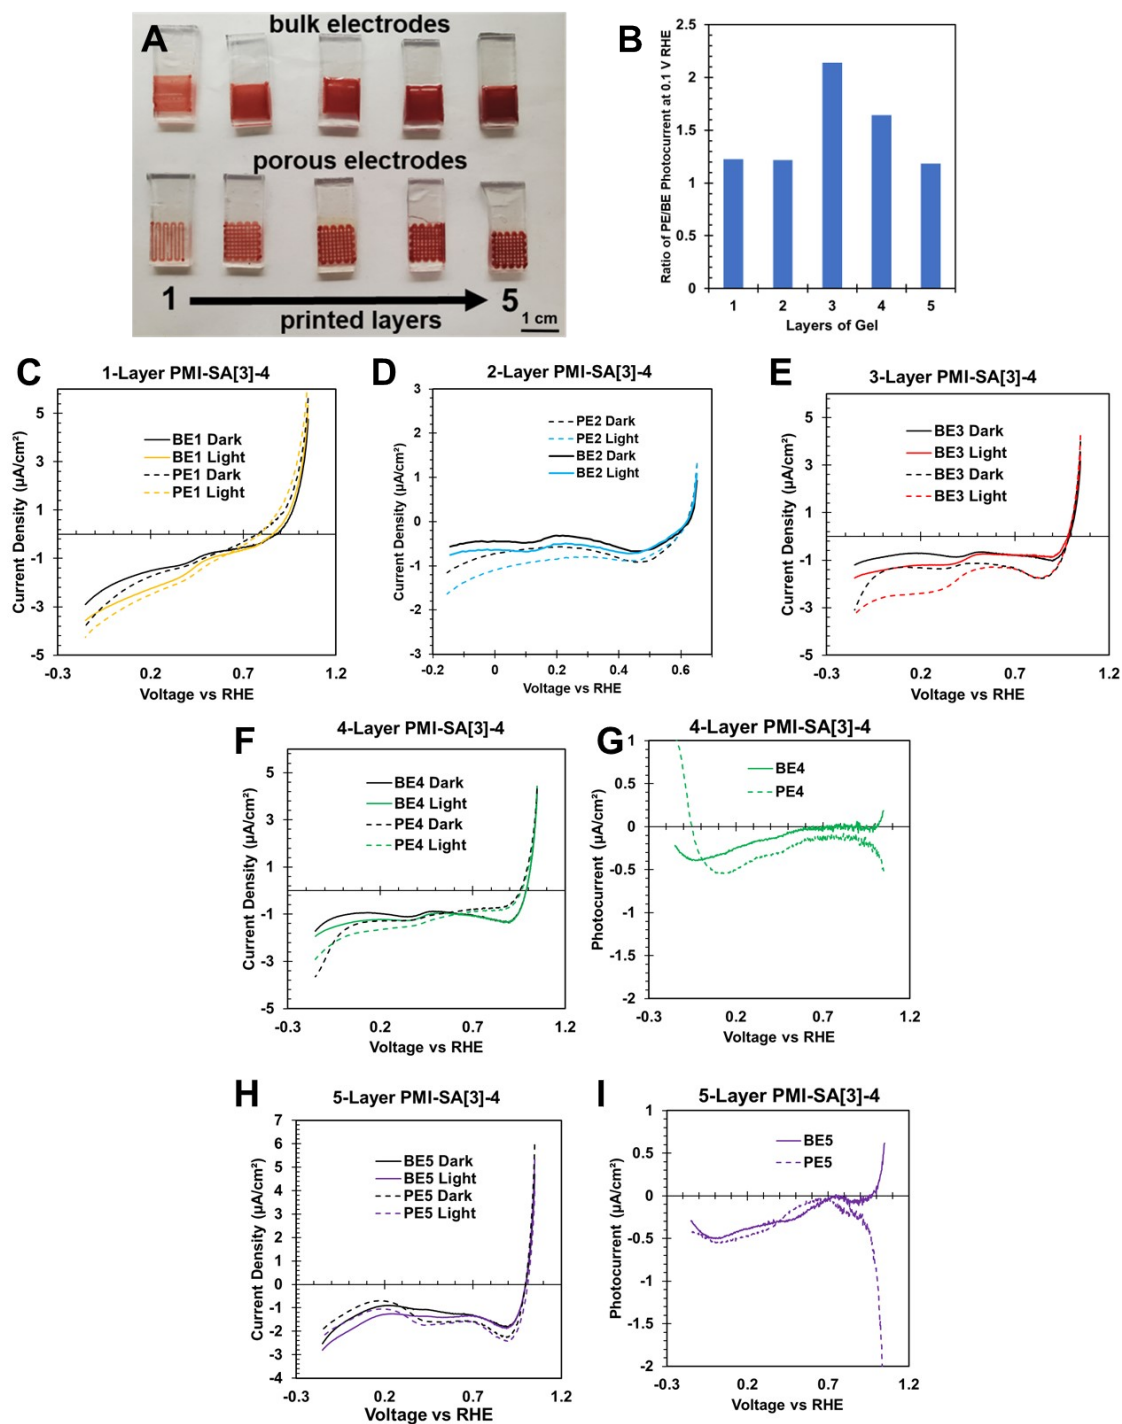 A
bulk electrodes
porous electrodes
1
5
printed layers
1 cm
B
Ratio of PE/BE Photocurrent at 0.1 V RHE
2.5
2
1.5
1
0.5
0
1 2 3 4 5
Layers of Gel
C
1-Layer PMI-SA[3]-4
Current Density (µA/cm²)
5
3
1
-1
-3
-5
BE1 Dark
BE1 Light
PE1 Dark
PE1 Light
-0.3 0.2 0.7 1.2
Voltage vs RHE
D
2-Layer PMI-SA[3]-4
Current Density (µA/cm²)
3
2
1
0
-1
-2
-3
PE2 Dark
PE2 Light
BE2 Dark
BE2 Light
-0.2 0 0.2 0.4 0.6
Voltage vs RHE
E
3-Layer PMI-SA[3]-4
Current Density (µA/cm²)
5
3
1
-1
-3
-5
BE3 Dark
BE3 Light
BE3 Dark
BE3 Light
-0.3 0.2 0.7 1.2
Voltage vs RHE
F
4-Layer PMI-SA[3]-4
Current Density (µA/cm²)
5
3
1
-1
-3
-5
BE4 Dark
BE4 Light
PE4 Dark
PE4 Light
-0.3 0.2 0.7 1.2
Voltage vs RHE
G
4-Layer PMI-SA[3]-4
Photocurrent (µA/cm²)
1
0.5
0
-0.5
-1
-1.5
-2
BE4
PE4
-0.3 0.2 0.7 1.2
Voltage vs RHE
H
5-Layer PMI-SA[3]-4
Current Density (µA/cm²)
7
6
5
4
3
2
1
0
-1
-2
-3
-4
BE5 Dark
BE5 Light
PE5 Dark
PE5 Light
-0.3 0.2 0.7 1.2
Voltage vs RHE
I
5-Layer PMI-SA[3]-4
Photocurrent (µA/cm²)
1
0.5
0
-0.5
-1
-1.5
-2
BE5
PE5
-0.3 0.2 0.7 1.2
Voltage vs RHE